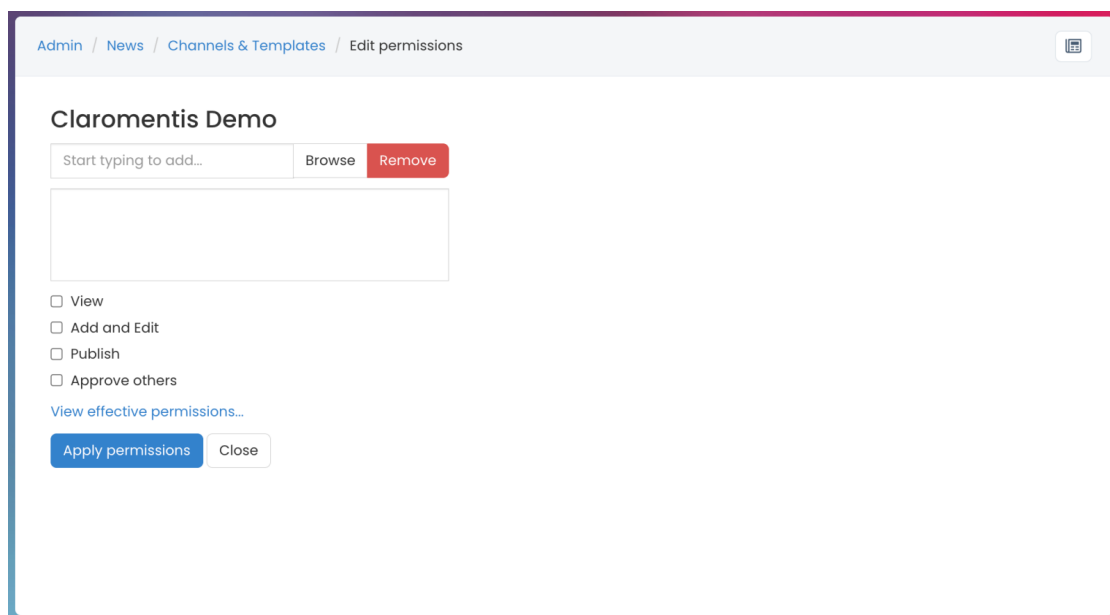 Admin / News / Channels & Templates / Edit permissions
Claromentis Demo
Start typing to add... Browse Remove
View
Add and Edit
Publish
Approve others
View effective permissions...
Apply permissions Close